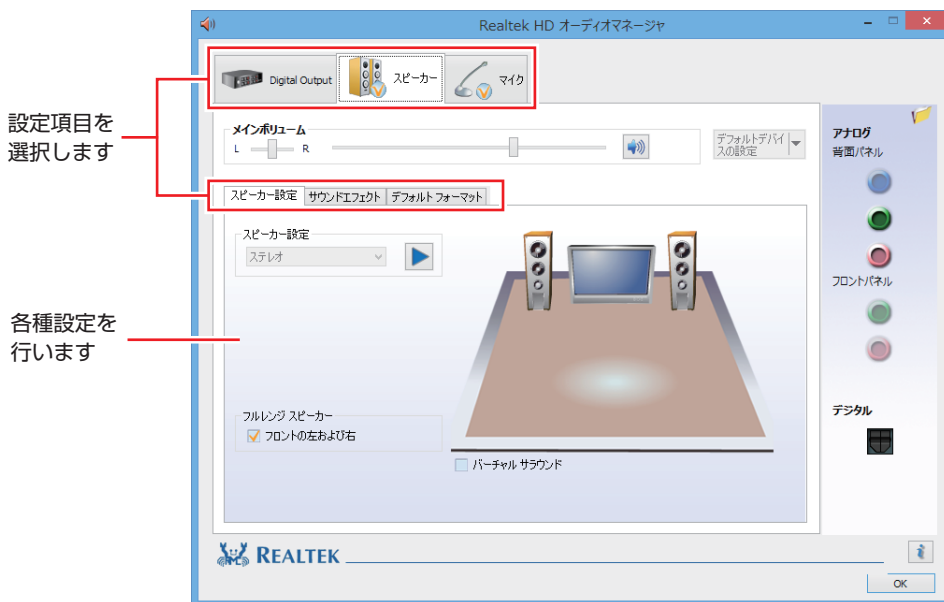 Realtek HD オーディオマネージャ
設定項目を
選択します
Digital Output
スピーカー
マイク
メインボリューム
L
R
デフォルトデバイ
スの設定
アナログ
背面パネル
スピーカー設定
サウンドエフェクト
デフォルト フォーマット
スピーカー設定
ステレオ
フロントパネル
各種設定を
行います
フルレンジ スピーカー
フロントの左および右
バーチャル サラウンド
デジタル
REALTEK
OK